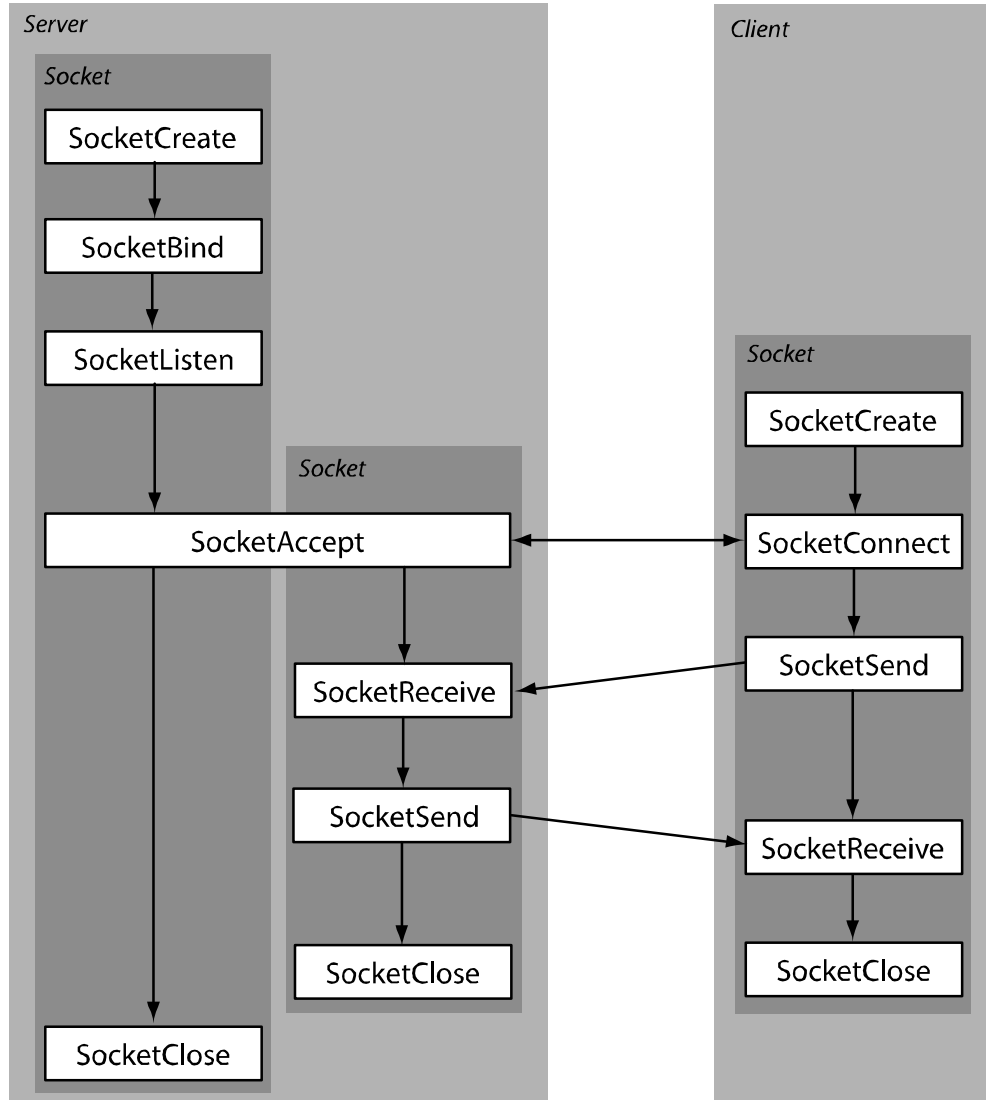 Server
Socket
SocketCreate
SocketBind
SocketListen
Socket
SocketAccept
SocketReceive
SocketSend
SocketClose
SocketClose
Client
Socket
SocketCreate
SocketConnect
SocketSend
SocketReceive
SocketClose